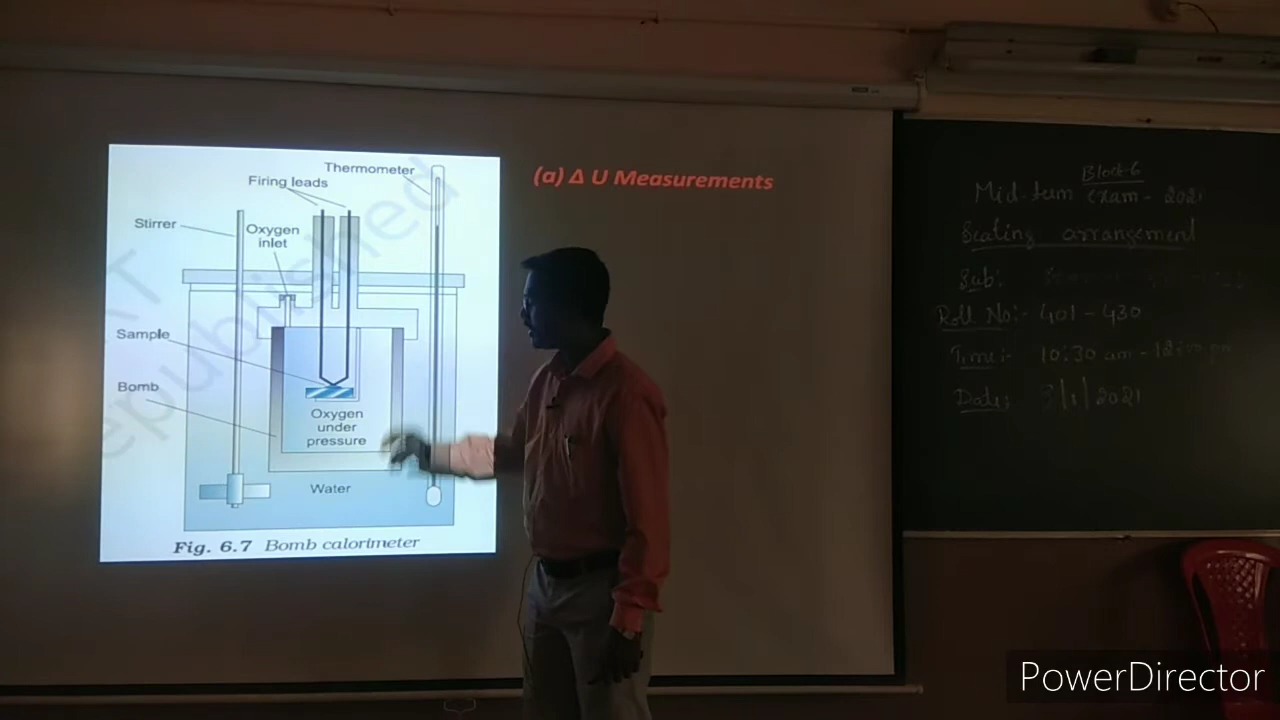 (a) Δ U Measurements
Thermometer
Firing leads
Stirrer
Oxygen
inlet
Sample
Bomb
Oxygen
under
pressure
Water
Fig. 6.7 Bomb calorimeter
epublished
Block-6
Mid-term Exam - 2021
Seating arrangement
Sub:
Roll No:- 401 - 430
Time:- 10:30 am -
Date: 3/1/2021
PowerDirector